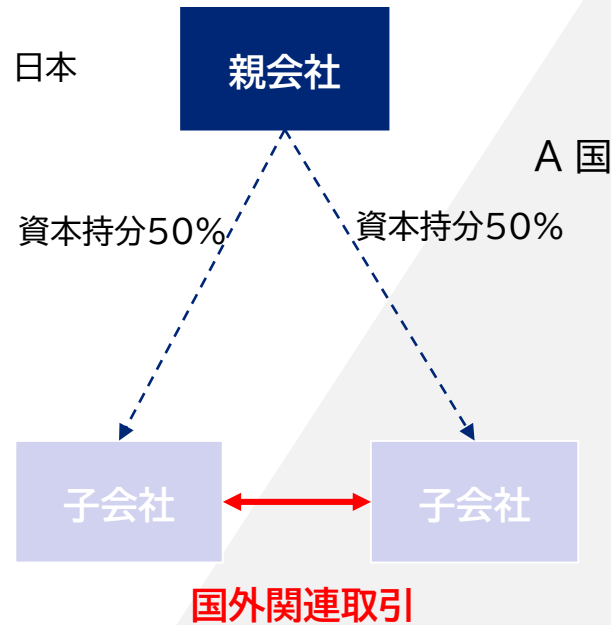 日本
親会社
A 国
資本持分50%
資本持分50%
子会社
子会社
国外関連取引